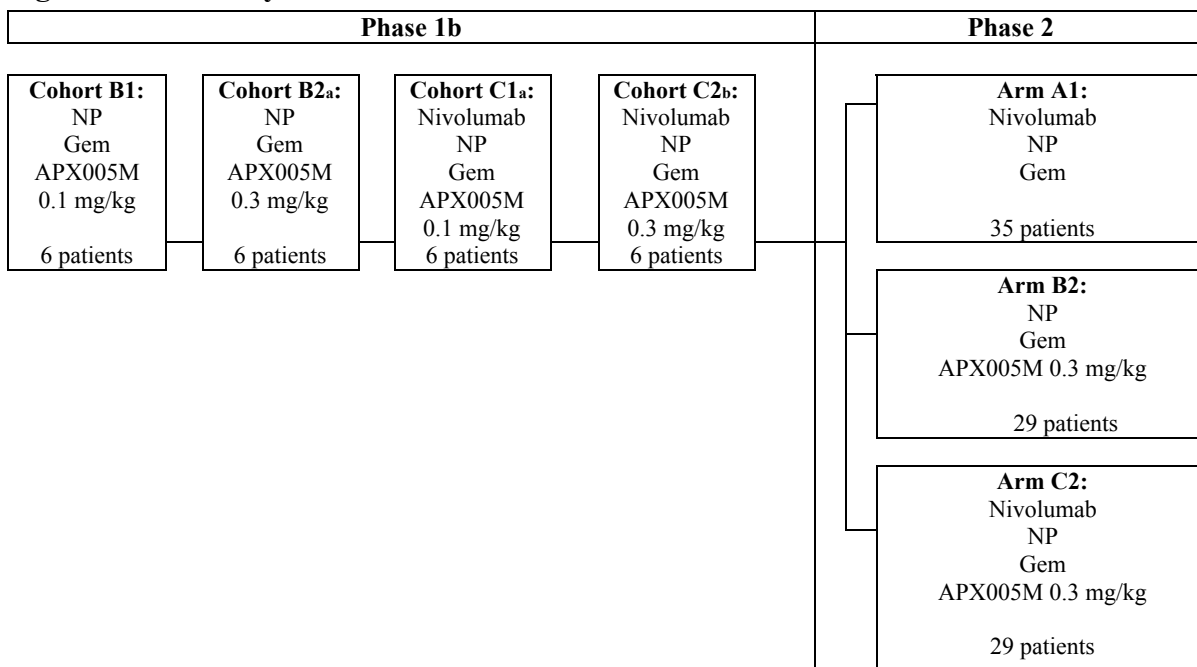 Phase 1b
Phase 2
Cohort B1:
NP
Gem
APX005M
0.1 mg/kg
6 patients
Cohort B2a:
NP
Gem
APX005M
0.3 mg/kg
6 patients
Cohort C1a:
Nivolumab
NP
Gem
APX005M
0.1 mg/kg
6 patients
Cohort C2b:
Nivolumab
NP
Gem
APX005M
0.3 mg/kg
6 patients
Arm A1:
Nivolumab
NP
Gem
35 patients
Arm B2:
NP
Gem
APX005M 0.3 mg/kg
29 patients
Arm C2:
Nivolumab
NP
Gem
APX005M 0.3 mg/kg
29 patients